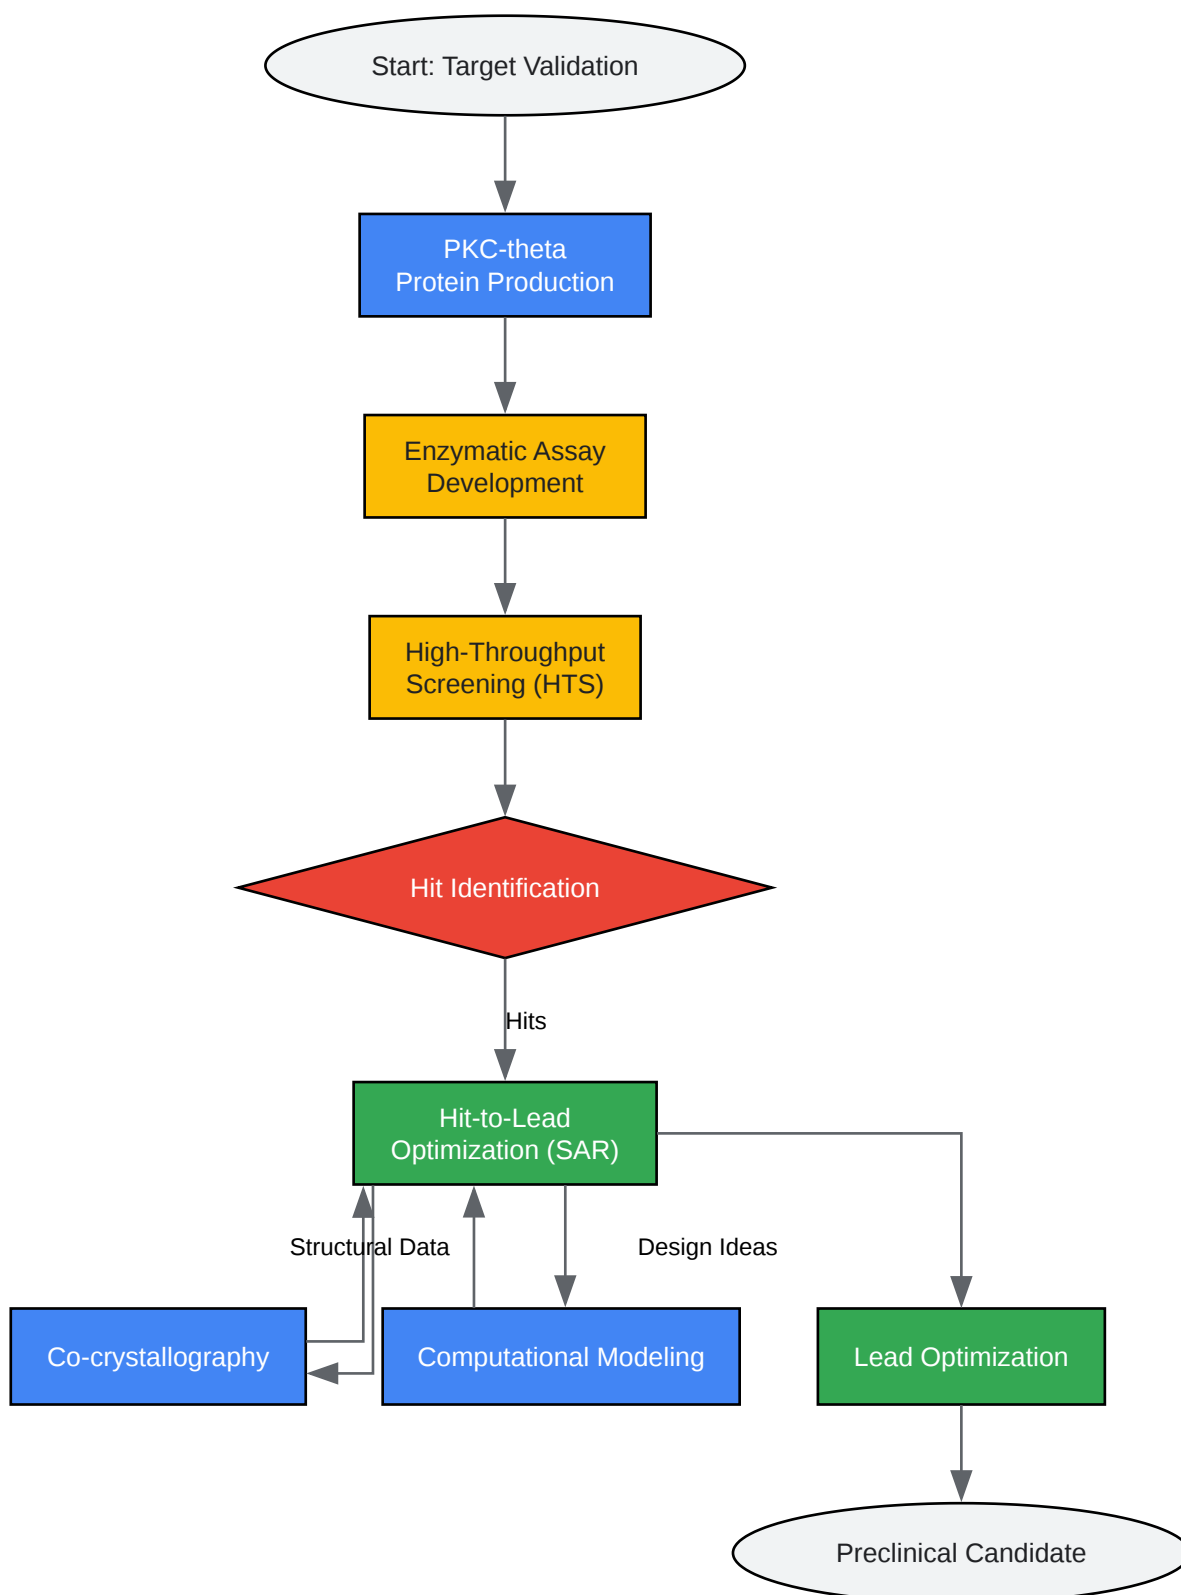 Start: Target Validation
PKC-theta
Protein Production
Enzymatic Assay
Development
High-Throughput
Screening (HTS)
Hit Identification
Hits
Hit-to-Lead
Optimization (SAR)
Structural Data
Design Ideas
Co-crystallography
Computational Modeling
Lead Optimization
Preclinical Candidate